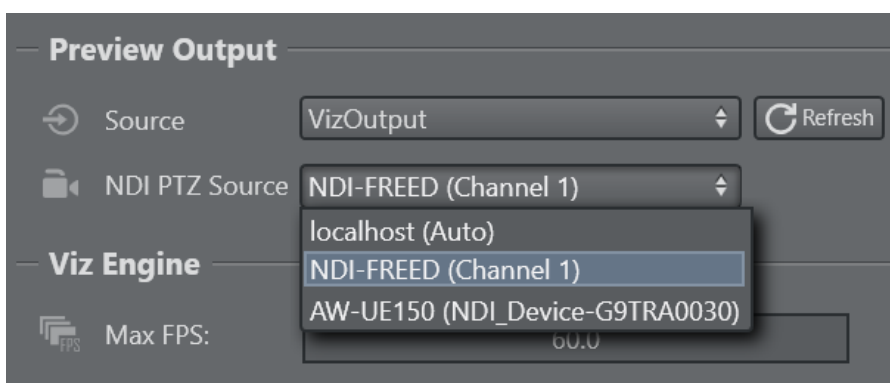 Preview Output
Source VizOutput Refresh
NDI PTZ Source NDI-FREED (Channel 1)
localhost (Auto)
Viz Engine NDI-FREED (Channel 1)
AW-UE150 (NDI_Device-G9TRA0030)
FPS Max FPS: 60.0